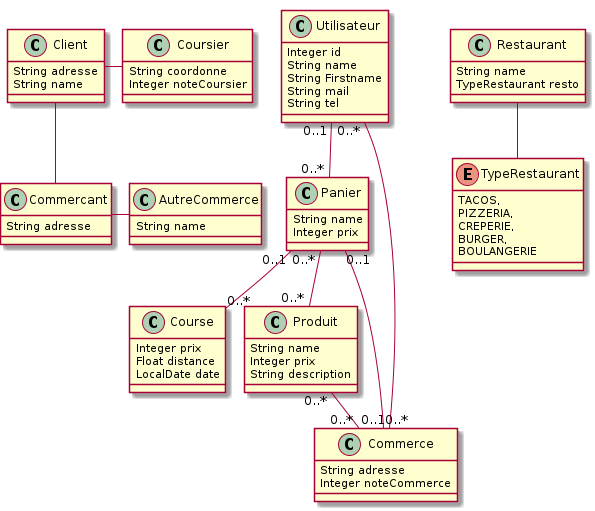 C Client
String adresse
String name
C Coursier
String coordonne
Integer noteCoursier
C Utilisateur
Integer id
String name
String Firstname
String mail
String tel
C Restaurant
String name
TypeRestaurant resto
0..1 0..*
0..*
C Commercant
String adresse
C AutreCommerce
String name
C Panier
String name
Integer prix
E TypeRestaurant
TACOS,
PIZZERIA,
CREPERIE,
BURGER,
BOULANGERIE
0..1 0..* 0..1
0..* 0..*
C Course
Integer prix
Float distance
LocalDate date
C Produit
String name
Integer prix
String description
0..*
0..* 0..1 0..*
C Commerce
String adresse
Integer noteCommerce